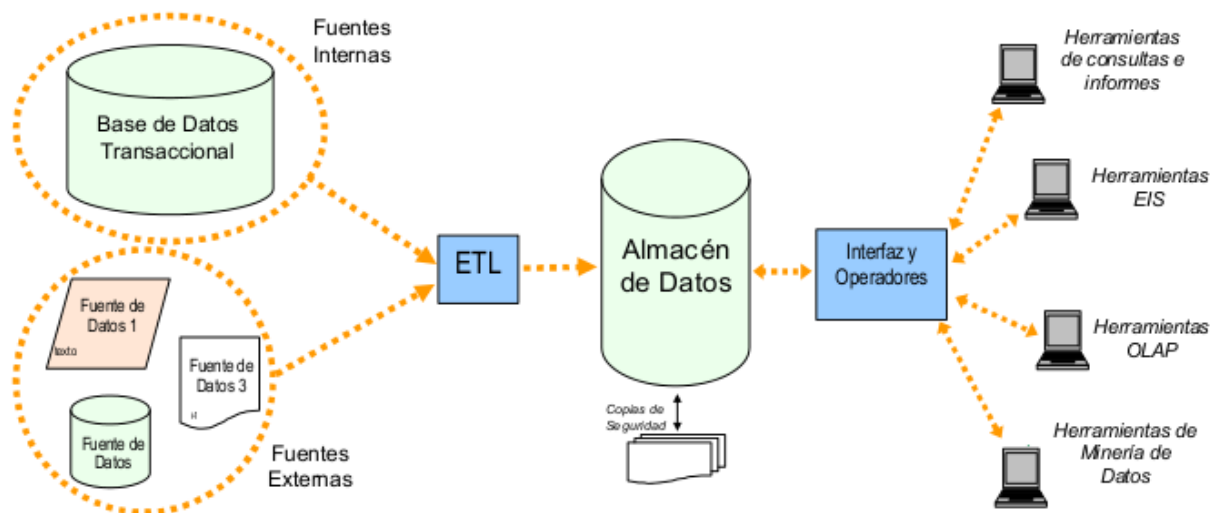 Fuentes
Internas
Base de Datos
Transaccional
Fuente de
Datos 1
texto
Fuente de
Datos 3
Fuente de
Datos
Fuentes
Externas
ETL
Almacén
de Datos
Copias de
Seguridad
Interfaz y
Operadores
Herramientas
de consultas e
informes
Herramientas
EIS
Herramientas
OLAP
Herramientas de
Minería de
Datos